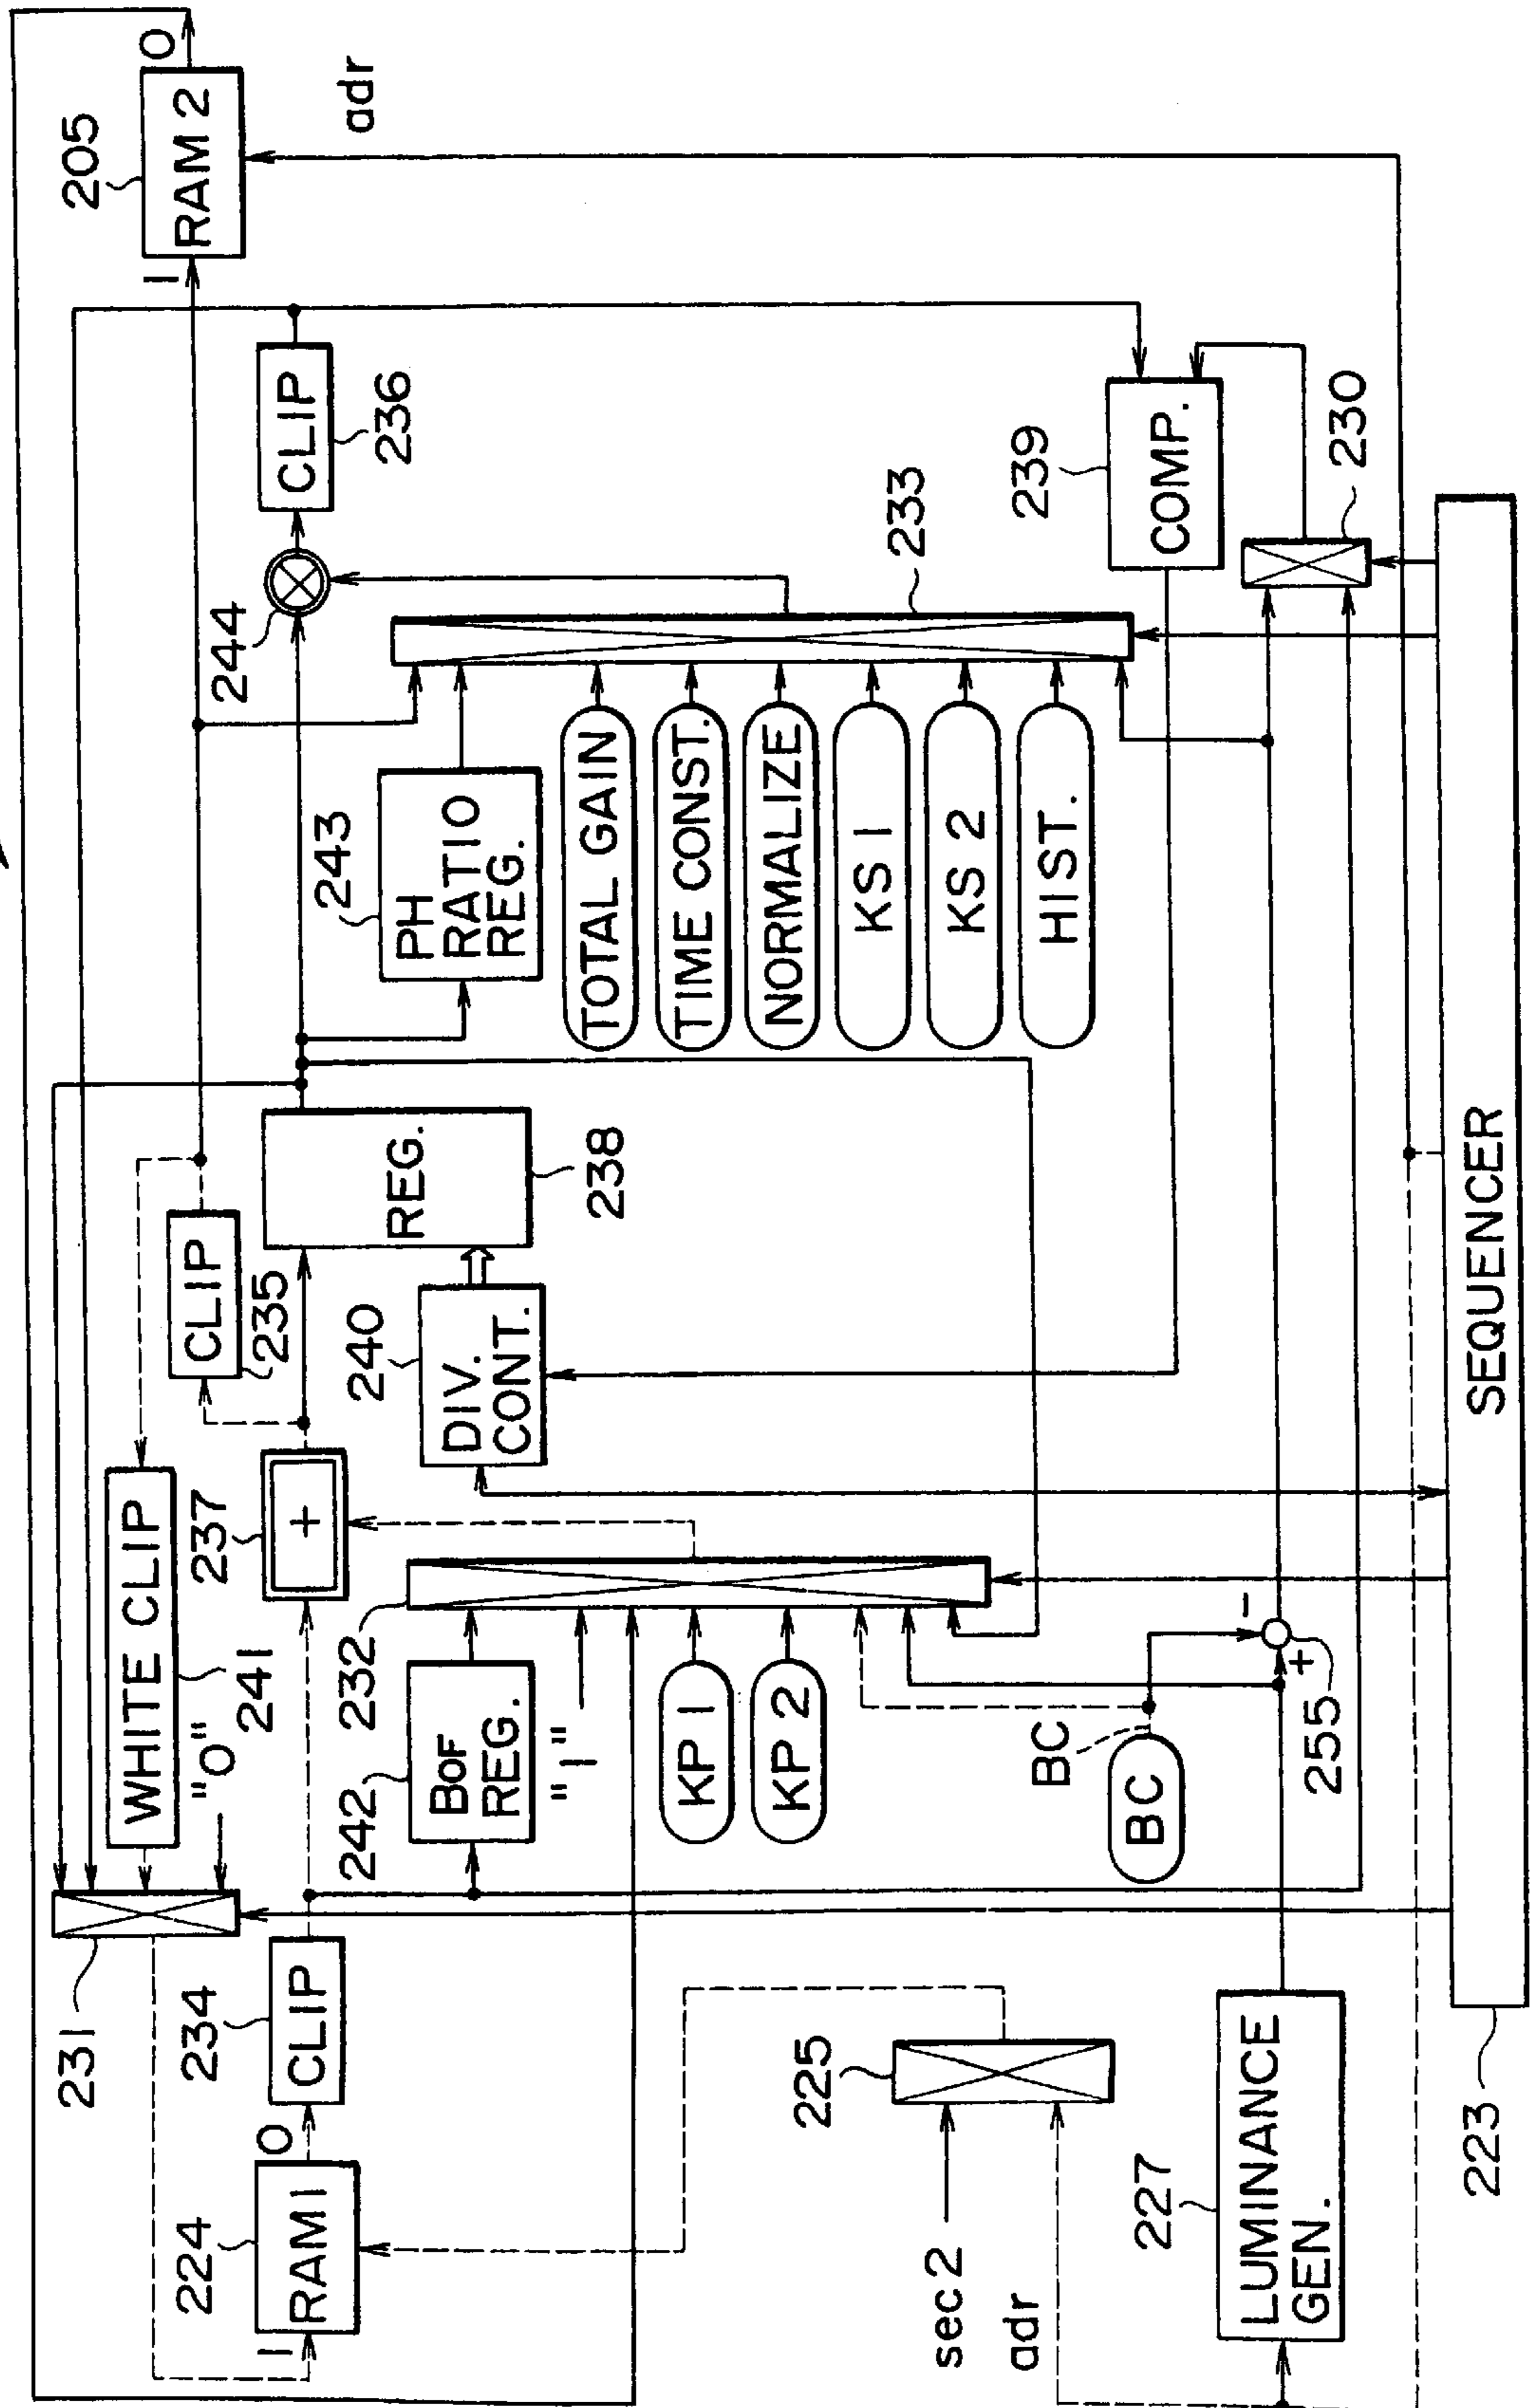 205
RAM 2
I
O
adr
CLIP
236
244
233
239
COMP.
230
243
PH
RATIO
REG.
TOTAL GAIN
TIME CONST.
NORMALIZE
KS 1
KS 2
HIST.
CLIP
235
REG.
238
240
DIV.
CONT.
WHITE CLIP
241
"0"
237
+
232
242
BOF
REG.
"1"
KP 1
KP 2
BC
BC
255
+
−
231
234
CLIP
224
RAM 1
I
O
225
sec2
adr
227
LUMINANCE
GEN.
SEQUENCER
223